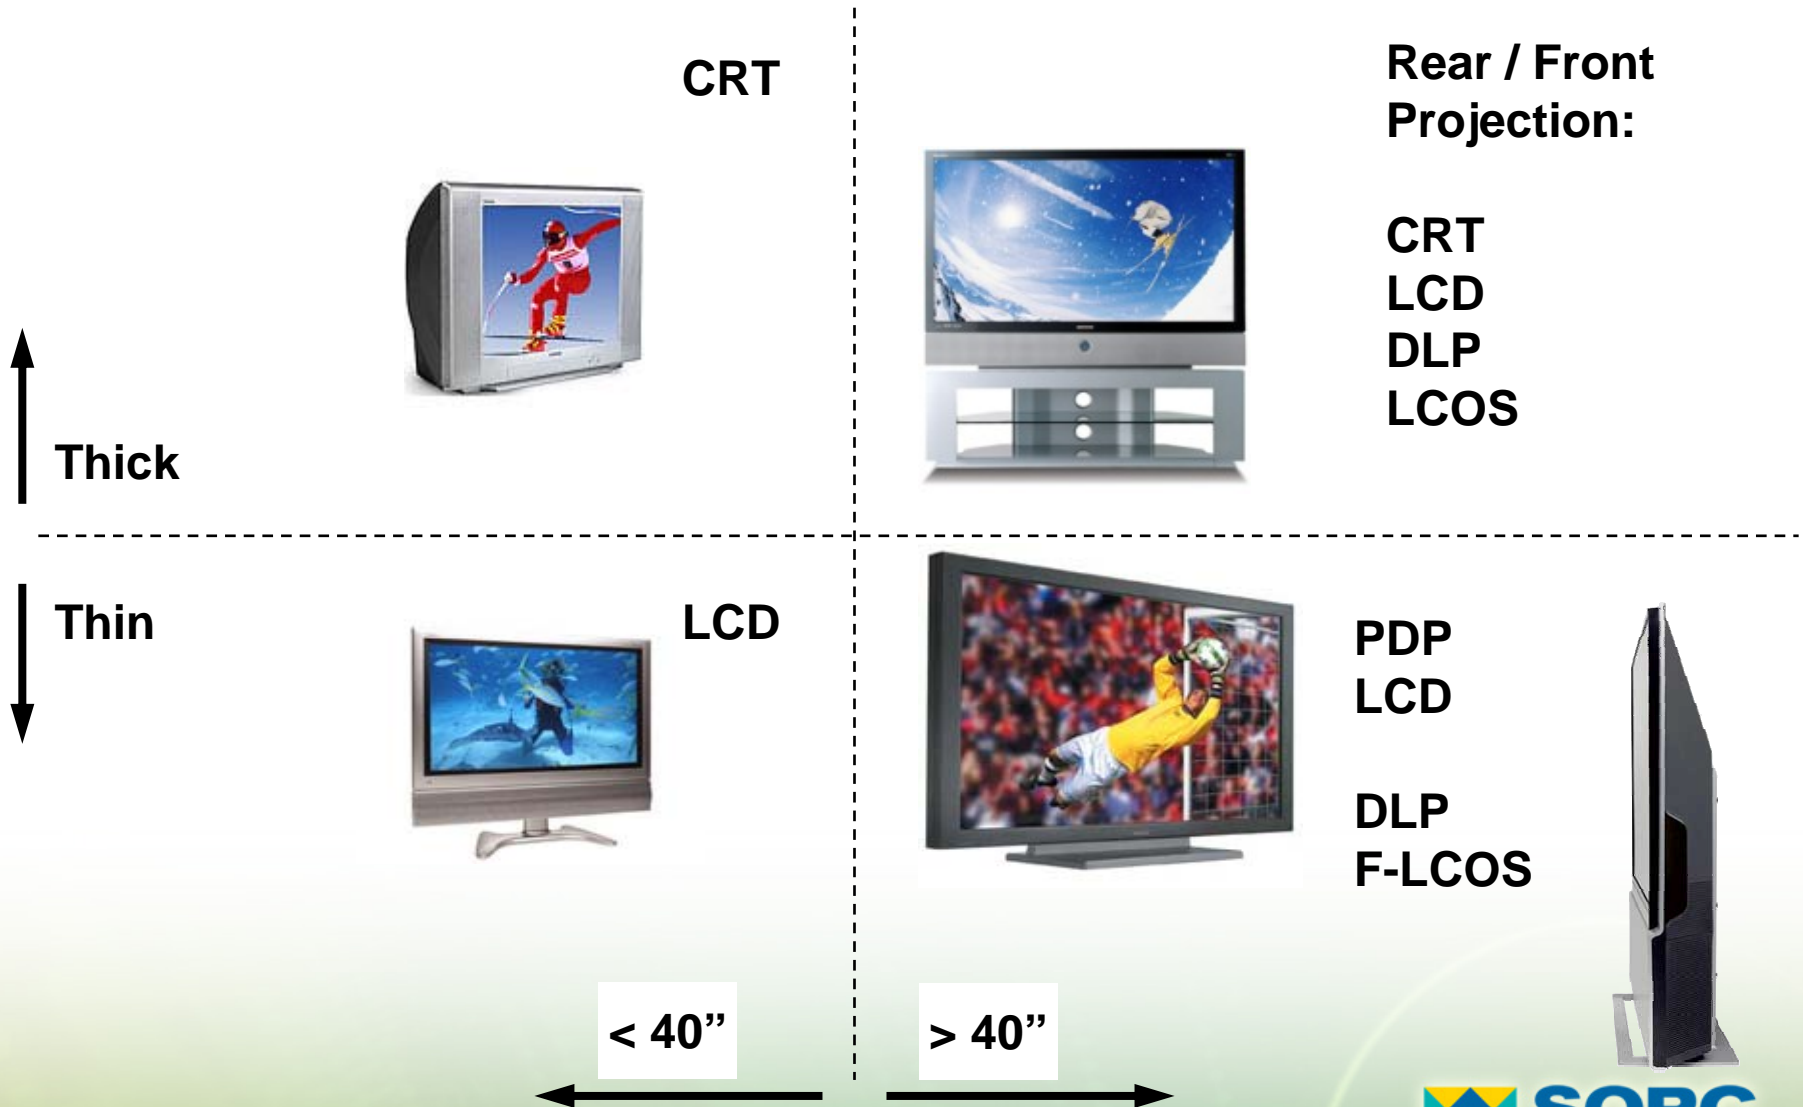 CRT
Rear / Front
Projection:
CRT
LCD
DLP
LCOS
Thick
Thin
LCD
PDP
LCD
DLP
F-LCOS
< 40”
> 40”